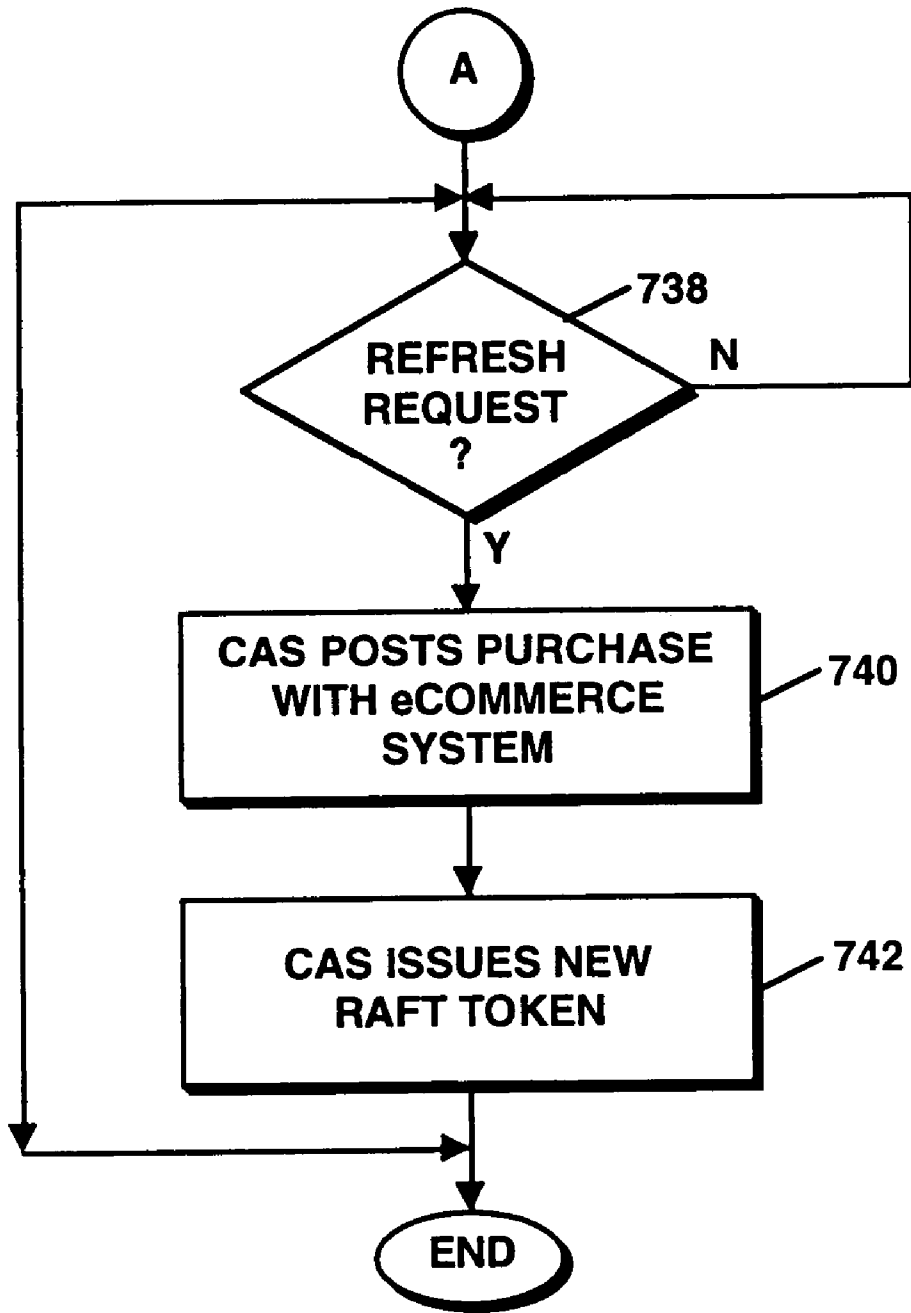 A
738
REFRESH
REQUEST
?
N
Y
CAS POSTS PURCHASE
WITH eCOMMERCE
SYSTEM
740
CAS ISSUES NEW
RAFT TOKEN
742
END